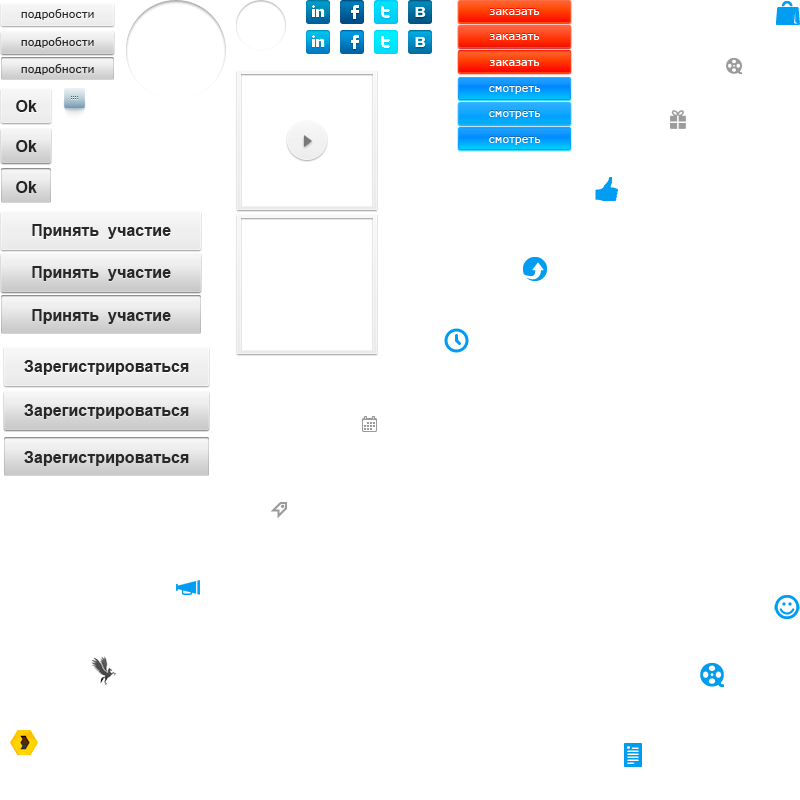 подробности
подробности
подробности
Ok
Ok
Ok
Принять участие
Принять участие
Принять участие
Зарегистрироваться
Зарегистрироваться
Зарегистрироваться
in f t B
in f t B
заказать
заказать
заказать
смотреть
смотреть
смотреть